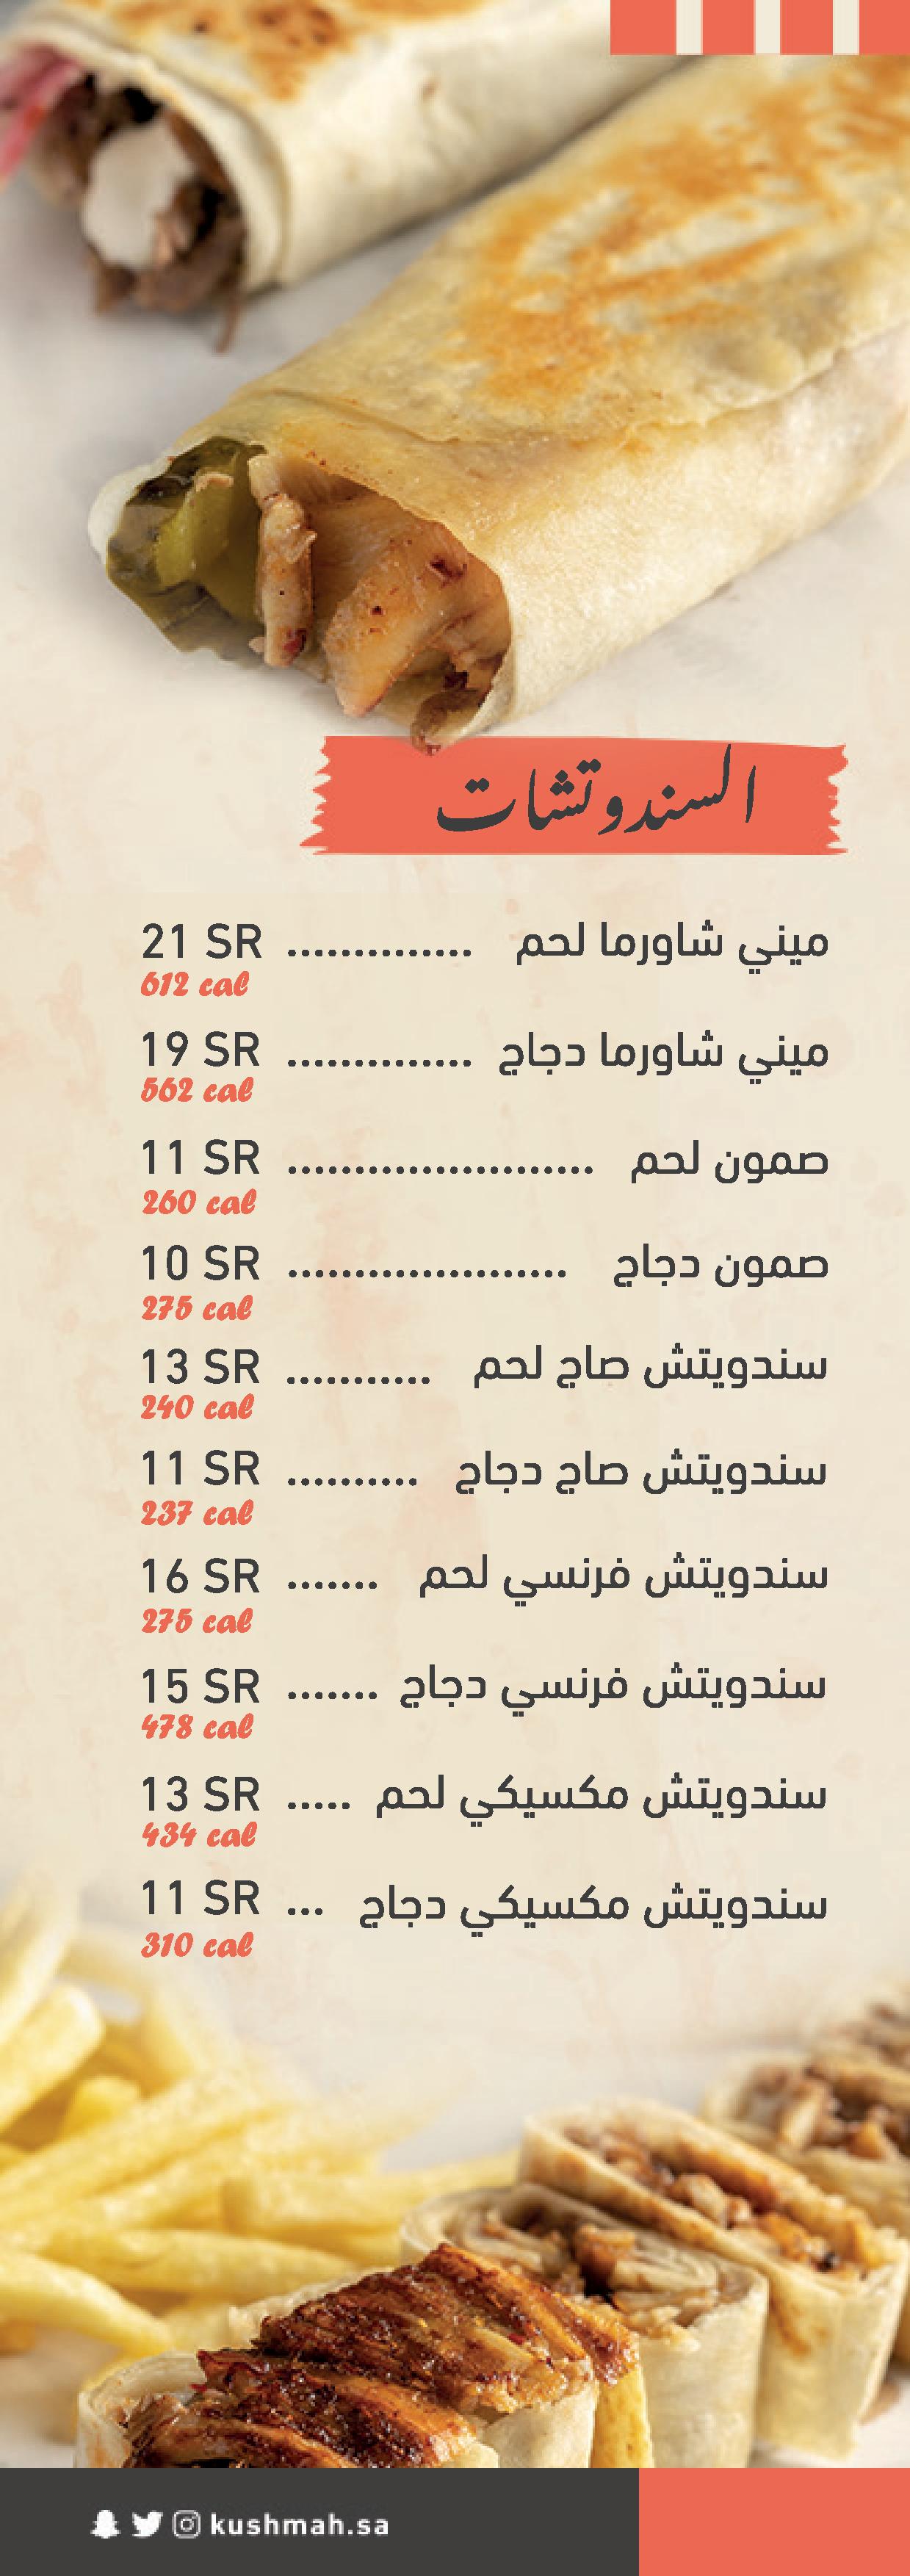 السندوتشات
ميني شاورما لحم .............. 21 SR
612 cal
ميني شاورما دجاج .............. 19 SR
562 cal
صمون لحم ....................... 11 SR
260 cal
صمون دجاج ..................... 10 SR
275 cal
سندويتش صاج لحم ........... 13 SR
240 cal
سندويتش صاج دجاج .......... 11 SR
237 cal
سندويتش فرنسي لحم ....... 16 SR
275 cal
سندويتش فرنسي دجاج ....... 15 SR
478 cal
سندويتش مكسيكي لحم ..... 13 SR
434 cal
سندويتش مكسيكي دجاج ... 11 SR
310 cal
kushmah.sa